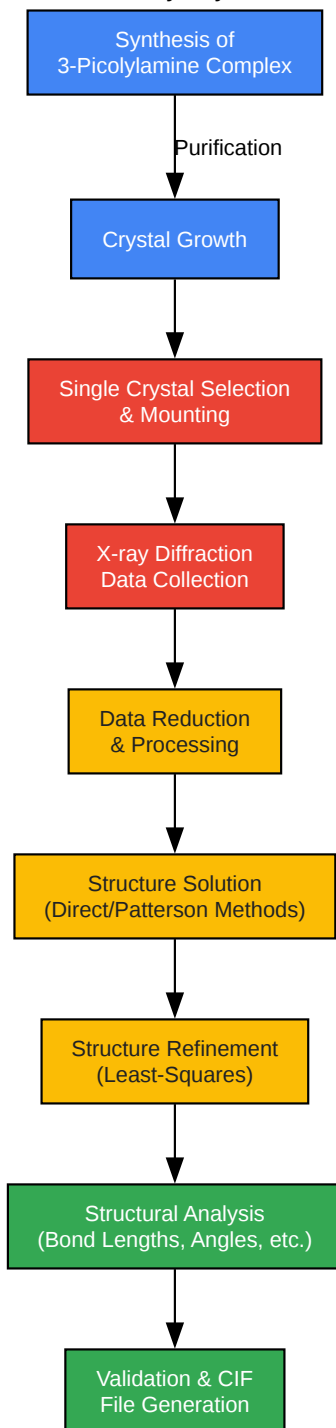 Synthesis of
3-Picolylamine Complex
Purification
Crystal Growth
Single Crystal Selection
& Mounting
X-ray Diffraction
Data Collection
Data Reduction
& Processing
Structure Solution
(Direct/Patterson Methods)
Structure Refinement
(Least-Squares)
Structural Analysis
(Bond Lengths, Angles, etc.)
Validation & CIF
File Generation